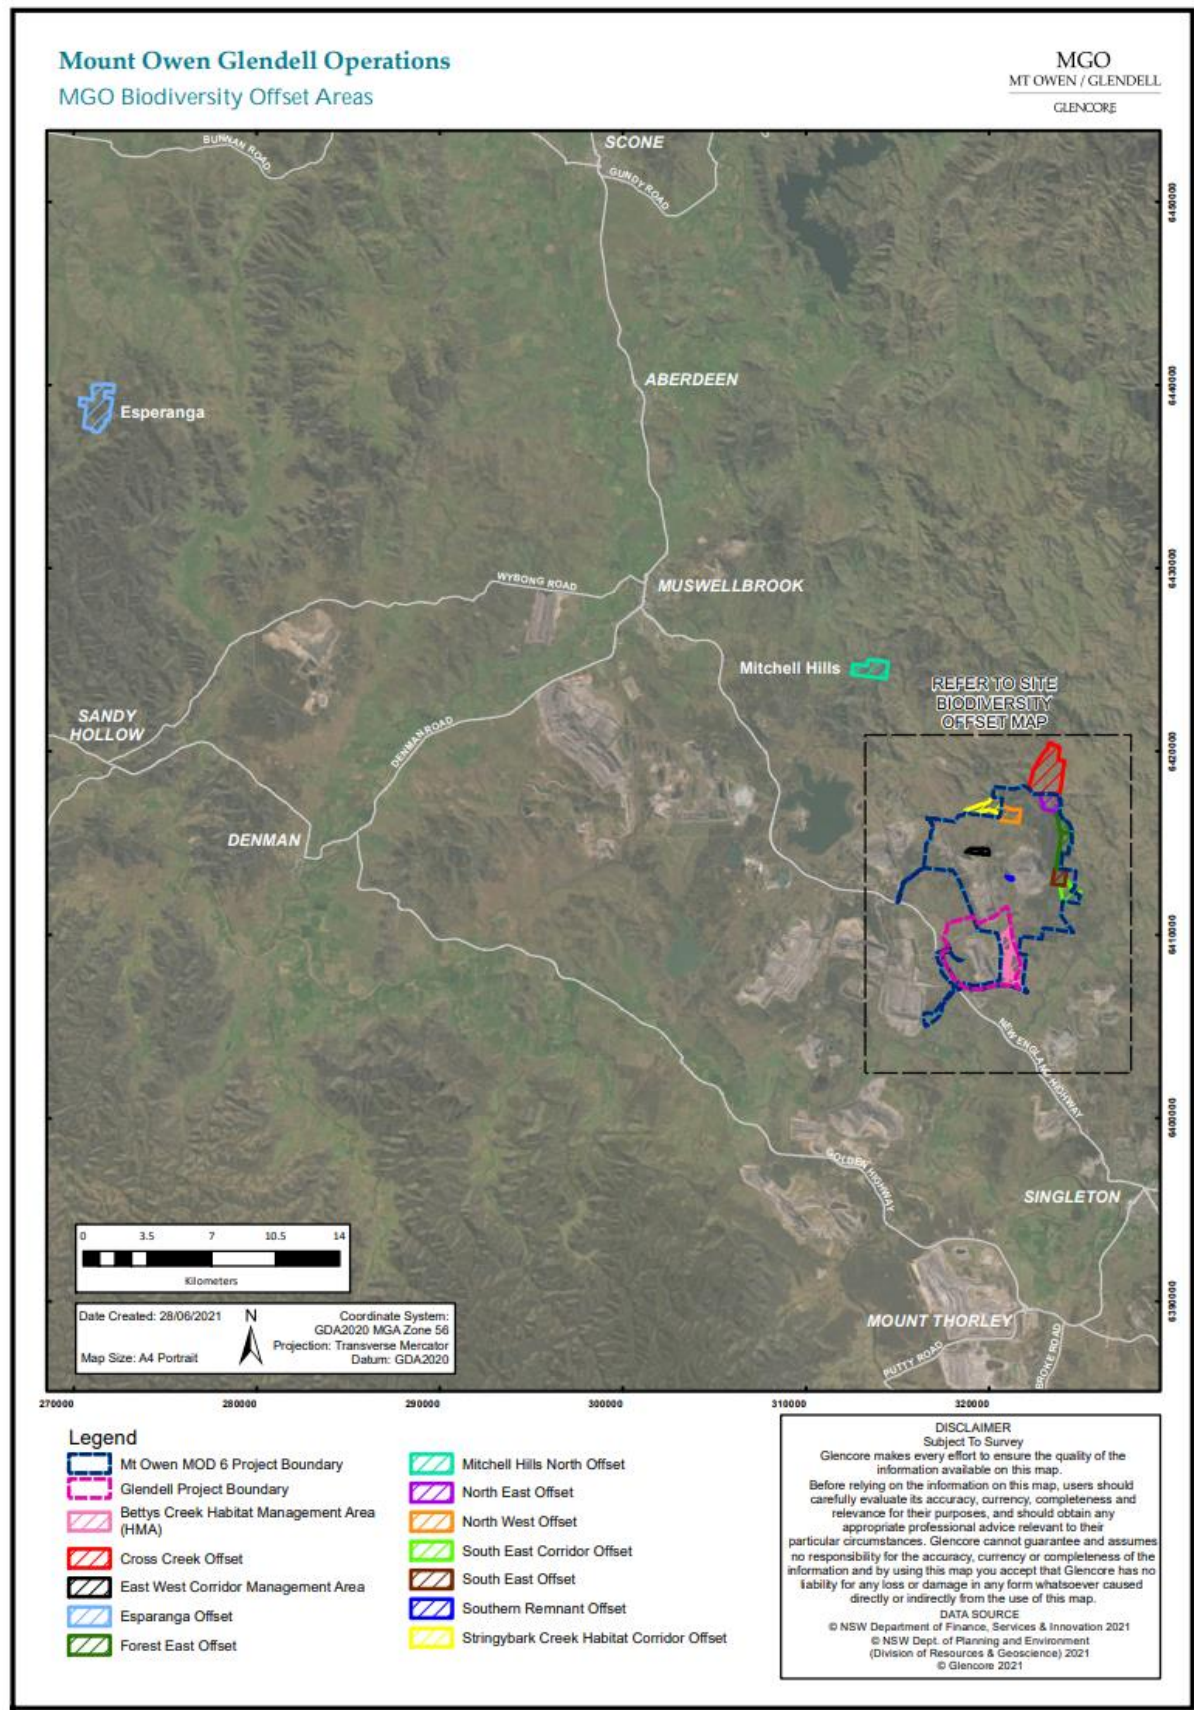 Mount Owen Glendell Operations
MGO Biodiversity Offset Areas
MGO
MT OWEN / GLENDELL
GLENCORE
BUNNAN ROAD
SCONE
GUNDY ROAD
6450000
ABERDEEN
6440000
Esperanga
6430000
WYBONG ROAD
MUSWELLBROOK
Mitchell Hills
REFER TO SITE
BIODIVERSITY
OFFSET MAP
SANDY
HOLLOW
DENMAN ROAD
6420000
DENMAN
6410000
NEW ENGLAND HIGHWAY
6400000
GOLDEN HIGHWAY
SINGLETON
0 3.5 7 10.5 14
Kilometers
6390000
MOUNT THORLEY
PUTTY ROAD
BROKE ROAD
Date Created: 28/06/2021
Map Size: A4 Portrait
N
Coordinate System:
GDA2020 MGA Zone 56
Projection: Transverse Mercator
Datum: GDA2020
270000 280000 290000 300000 310000 320000
Legend
Mt Owen MOD 6 Project Boundary
Glendell Project Boundary
Bettys Creek Habitat Management Area
(HMA)
Cross Creek Offset
East West Corridor Management Area
Esparanga Offset
Forest East Offset
Mitchell Hills North Offset
North East Offset
North West Offset
South East Corridor Offset
South East Offset
Southern Remnant Offset
Stringybark Creek Habitat Corridor Offset
DISCLAIMER
Subject To Survey
Glencore makes every effort to ensure the quality of the
information available on this map.
Before relying on the information on this map, users should
carefully evaluate its accuracy, currency, completeness and
relevance for their purposes, and should obtain any
appropriate professional advice relevant to their
particular circumstances. Glencore cannot guarantee and assumes
no responsibility for the accuracy, currency or completeness of the
information and by using this map you accept that Glencore has no
liability for any loss or damage in any form whatsoever caused
directly or indirectly from the use of this map.
DATA SOURCE
© NSW Department of Finance, Services & Innovation 2021
© NSW Dept. of Planning and Environment
(Division of Resources & Geoscience) 2021
© Glencore 2021